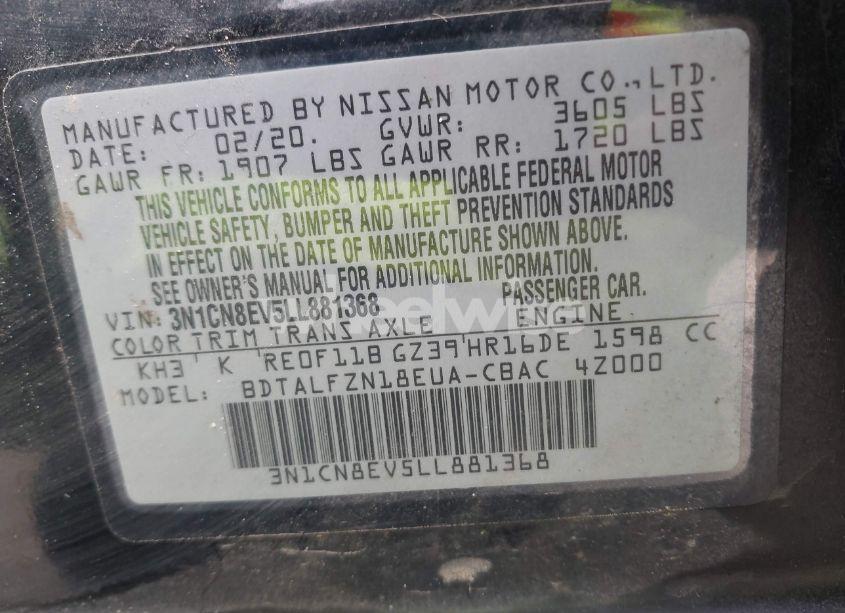 MANUFACTURED BY NISSAN MOTOR CO., LTD.
DATE: 02/20. GVWR: 3605 LBS
GAWR FR: 1907 LBS GAWR RR: 1720 LBS
THIS VEHICLE CONFORMS TO ALL APPLICABLE FEDERAL MOTOR
VEHICLE SAFETY, BUMPER AND THEFT PREVENTION STANDARDS
IN EFFECT ON THE DATE OF MANUFACTURE SHOWN ABOVE.
SEE OWNER'S MANUAL FOR ADDITIONAL INFORMATION.
VIN: 3N1CN8EV5LL881368 PASSENGER CAR.
COLOR TRIM TRANS AXLE ENGINE
KH3 K RE0F11B GZ39 HR16DE 1598 CC
MODEL: BDTALFZN18EUA-CBAC 4Z000
3N1CN8EV5LL881368